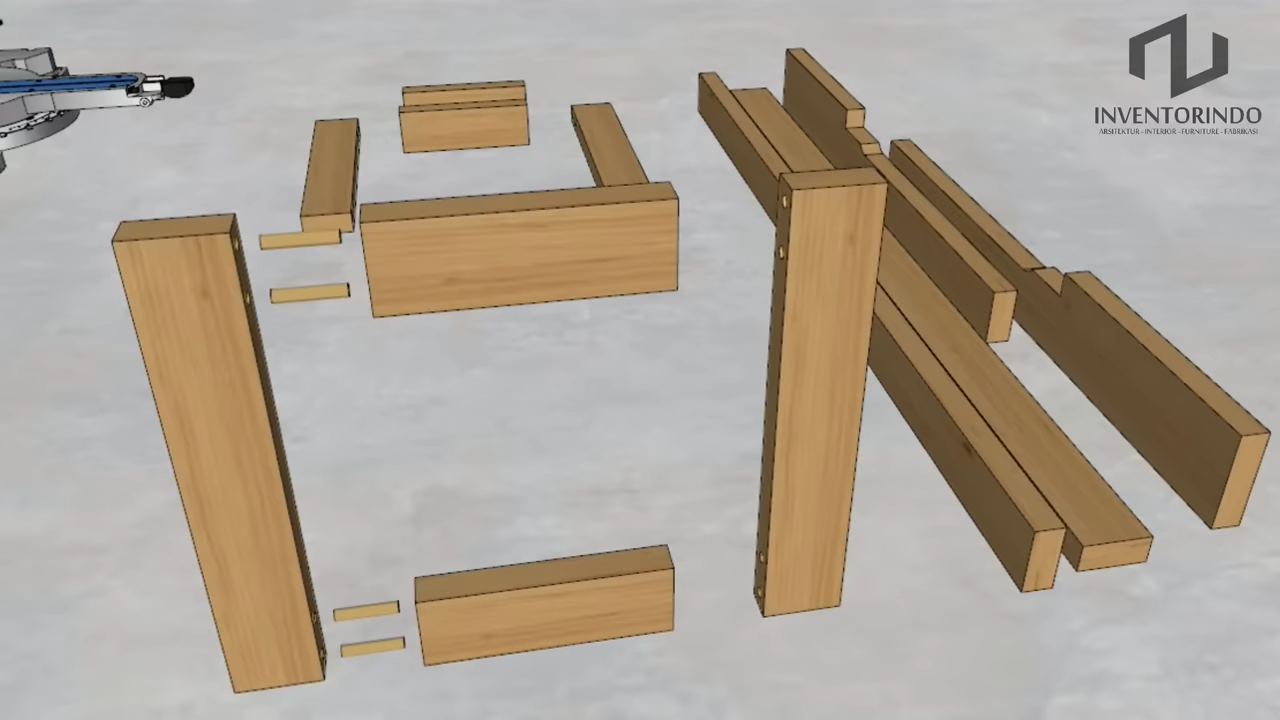 INVENTORINDO
ARSITEKTUR - INTERIOR - FURNITURE - FABRIKASI